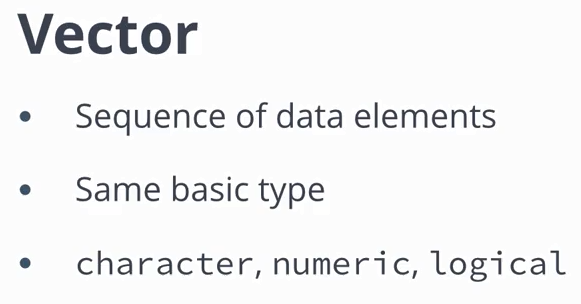 Vector
• Sequence of data elements
• Same basic type
• character, numeric, logical